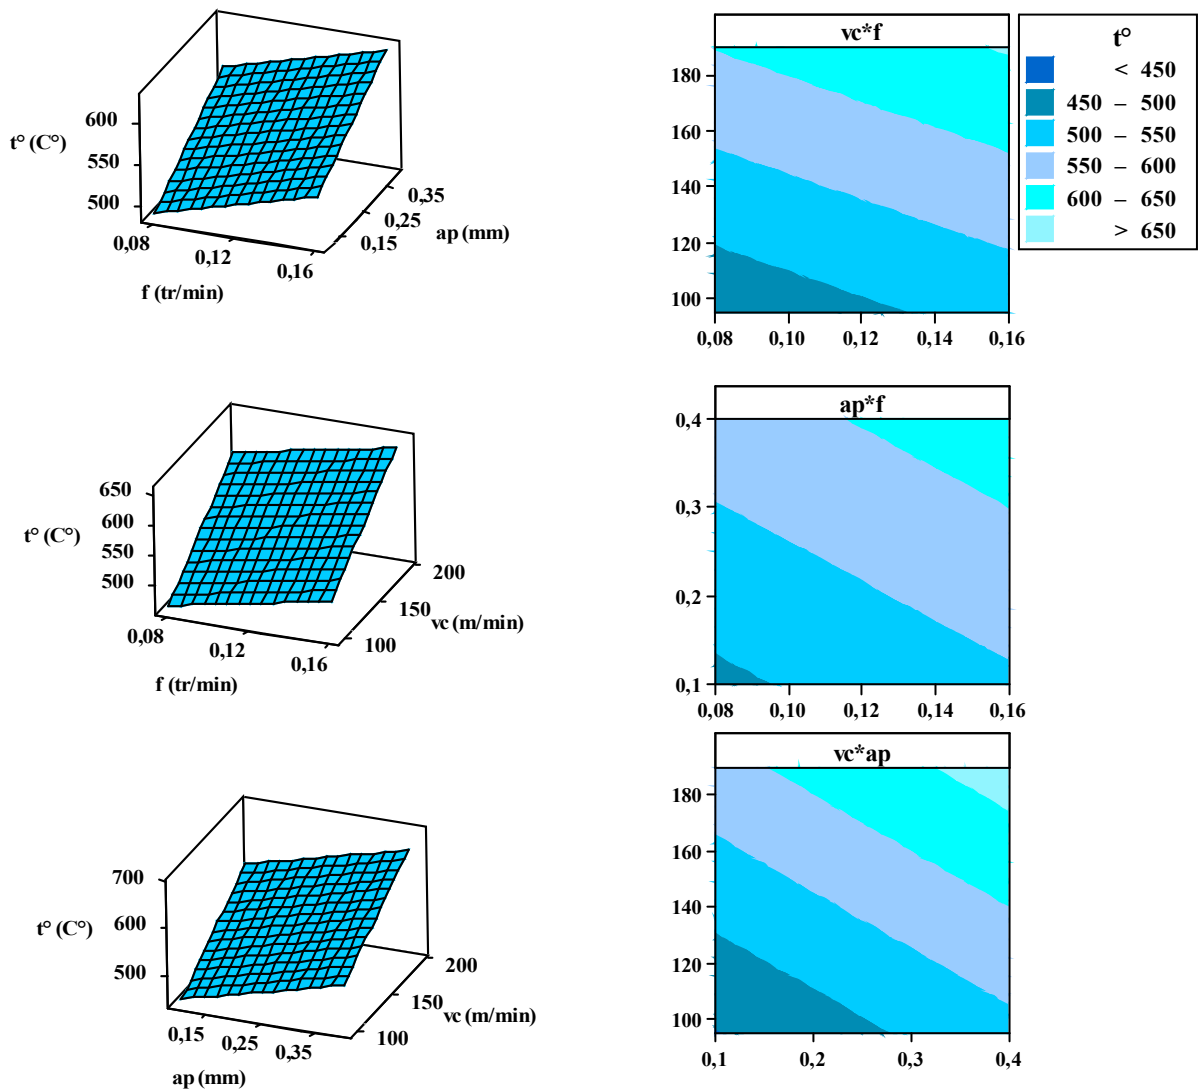 600
t° (C°)
550
500
0,35
0,25
ap (mm)
0,15
0,08
0,12
0,16
f (tr/min)
vc*f
180
160
140
120
100
0,08 0,10 0,12 0,14 0,16
t°
< 450
450 – 500
500 – 550
550 – 600
600 – 650
> 650
650
600
t° (C°)
550
500
200
150
vc (m/min)
100
0,08
0,12
0,16
f (tr/min)
ap*f
0,4
0,3
0,2
0,1
0,08 0,10 0,12 0,14 0,16
700
t° (C°)
600
500
200
150
vc (m/min)
100
0,15
0,25
0,35
ap (mm)
vc*ap
180
160
140
120
100
0,1 0,2 0,3 0,4